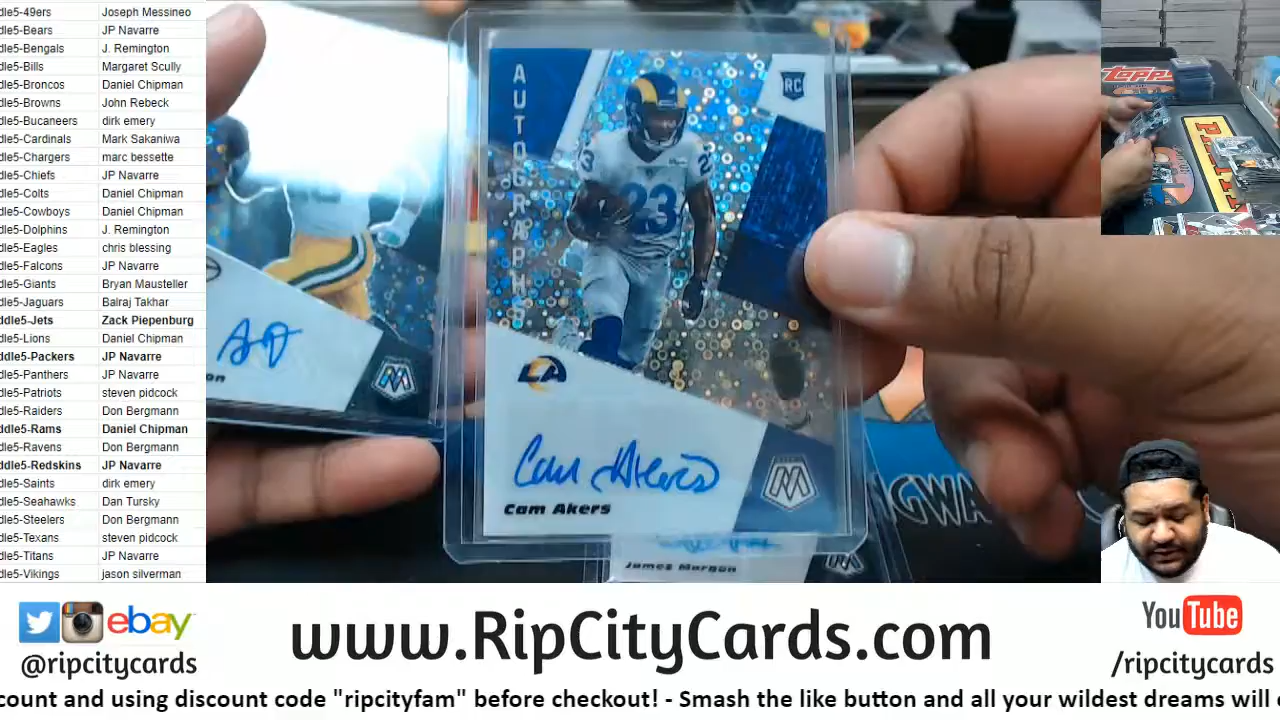 dle5-49ers Joseph Messineo
dle5-Bears JP Navarre
dle5-Bengals J. Remington
dle5-Bills Margaret Scully
dle5-Broncos Daniel Chipman
dle5-Browns John Rebeck
dle5-Bucaneers dirk emery
dle5-Cardinals Mark Sakaniwa
dle5-Chargers marc bessette
dle5-Chiefs JP Navarre
dle5-Colts Daniel Chipman
dle5-Cowboys Daniel Chipman
dle5-Dolphins J. Remington
dle5-Eagles chris blessing
dle5-Falcons JP Navarre
dle5-Giants Bryan Mausteller
dle5-Jaguars Balraj Takhar
ddle5-Jets Zack Piepenburg
dle5-Lions Daniel Chipman
ddle5-Packers JP Navarre
dle5-Panthers JP Navarre
dle5-Patriots steven pidcock
dle5-Raiders Don Bergmann
ddle5-Rams Daniel Chipman
dle5-Ravens Don Bergmann
ddle5-Redskins JP Navarre
dle5-Saints dirk emery
dle5-Seahawks Dan Tursky
dle5-Steelers Don Bergmann
dle5-Texans steven pidcock
dle5-Titans JP Navarre
dle5-Vikings jason silverman
on
AUTOGRAPHS
RC
23
LA
Cam Akers
Cam Akers
James Morgan
NGWA
Topps
ebay
@ripcitycards
www.RipCityCards.com
YouTube
/ripcitycards
count and using discount code "ripcityfam" before checkout! - Smash the like button and all your wildest dreams will